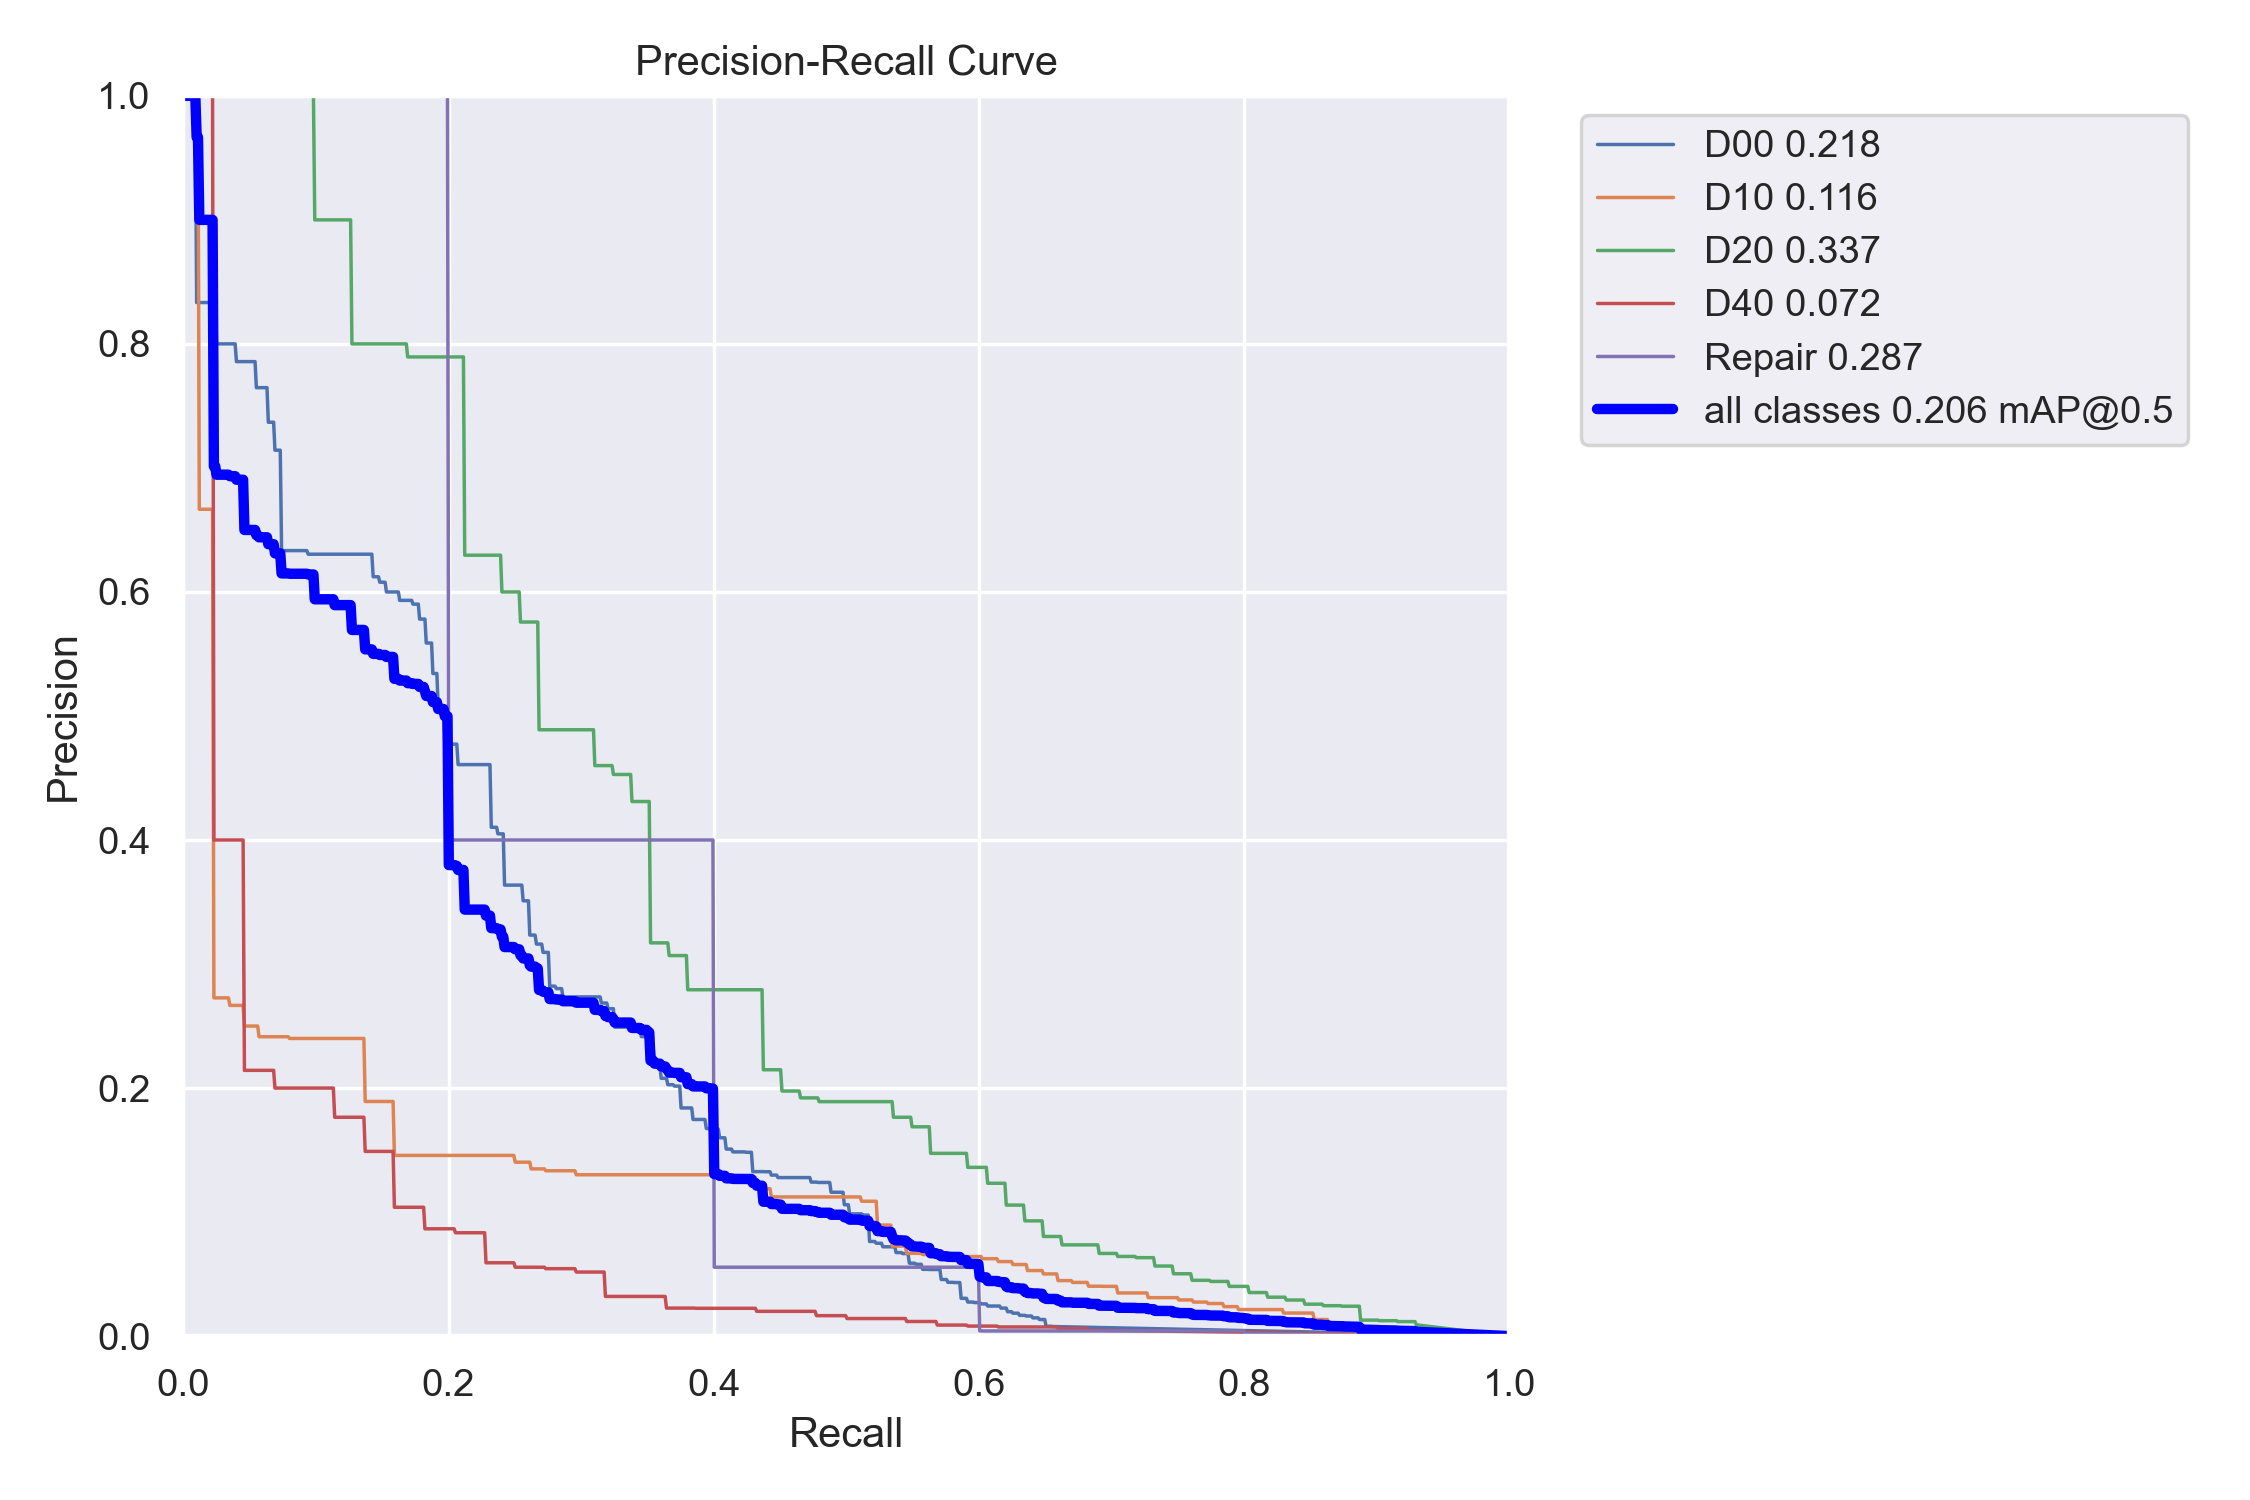 Precision-Recall Curve
1.0
0.8
0.6
0.4
0.2
0.0
Precision
0.0 0.2 0.4 0.6 0.8 1.0
Recall
D00 0.218
D10 0.116
D20 0.337
D40 0.072
Repair 0.287
all classes 0.206 mAP@0.5